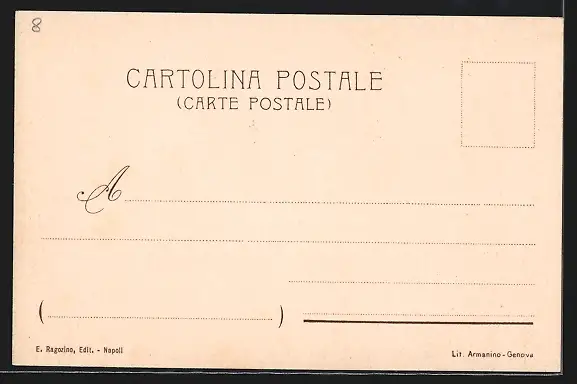 8
CARTOLINA POSTALE
(CARTE POSTALE)
A
( )
E. Ragozino, Edit. - Napoli
Lit. Armanino - Genova